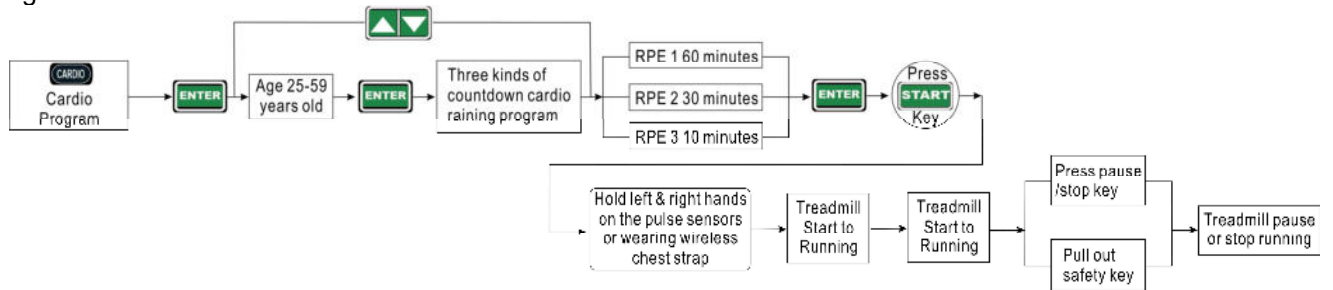 CARDIO
Cardio
Program
ENTER
Age 25-59
years old
ENTER
Three kinds of
countdown cardio
raining program
RPE 1 60 minutes
RPE 2 30 minutes
RPE 3 10 minutes
ENTER
Press
START
Key
Hold left & right hands
on the pulse sensors
or wearing wireless
chest strap
Treadmill
Start to
Running
Treadmill
Start to
Running
Press pause
/stop key
Pull out
safety key
Treadmill pause
or stop running